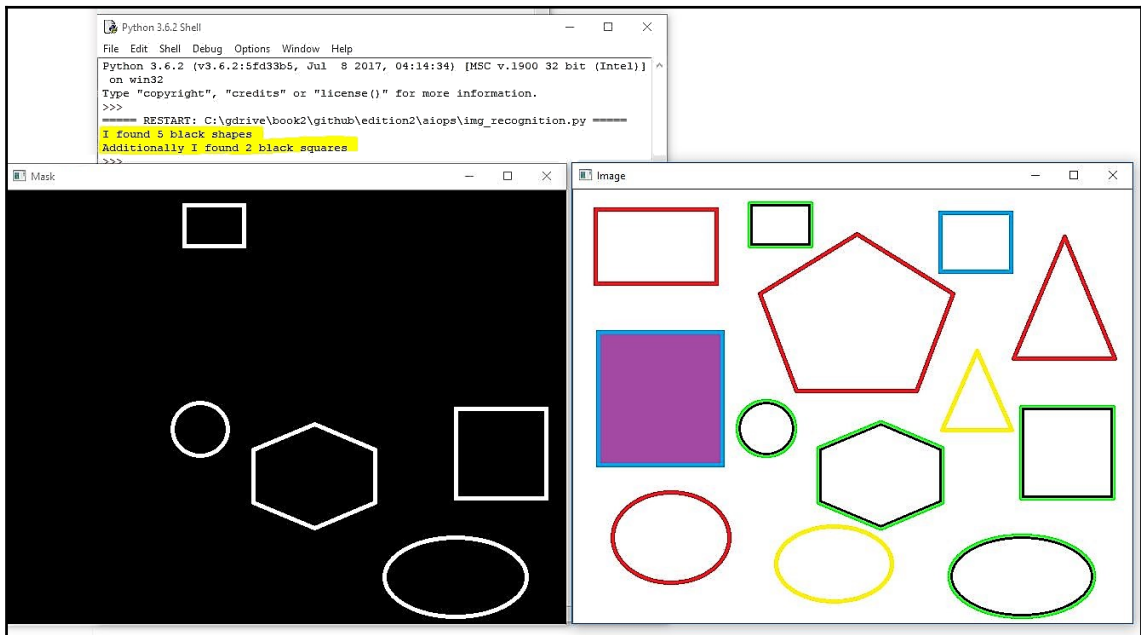 Python 3.6.2 Shell
File Edit Shell Debug Options Window Help
Python 3.6.2 (v3.6.2:5fd33b5, Jul  8 2017, 04:14:34) [MSC v.1900 32 bit (Intel)]
 on win32
Type "copyright", "credits" or "license()" for more information.
>>>
===== RESTART: C:\gdrive\book2\github\edition2\aiops\img_recognition.py =====
I found 5 black shapes
Additionally I found 2 black squares
>>>
Mask
Image